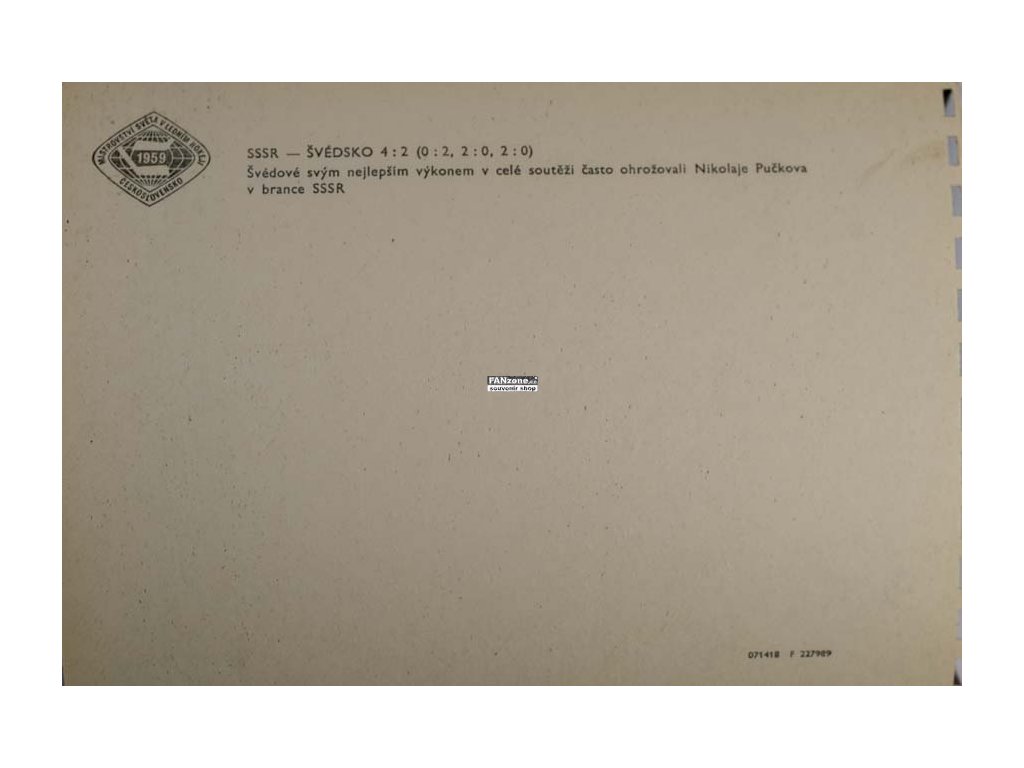 MISTROVSTVÍ SVĚTA V LEDNÍM HOKEJI
1959
ČESKOSLOVENSKO
SSSR — ŠVÉDSKO 4 : 2 (0 : 2, 2 : 0, 2 : 0)
Švédové svým nejlepším výkonem v celé soutěži často ohrožovali Nikolaje Pučkova
v brance SSSR
FANzone.cz
souvenir shop
071418 F 227989